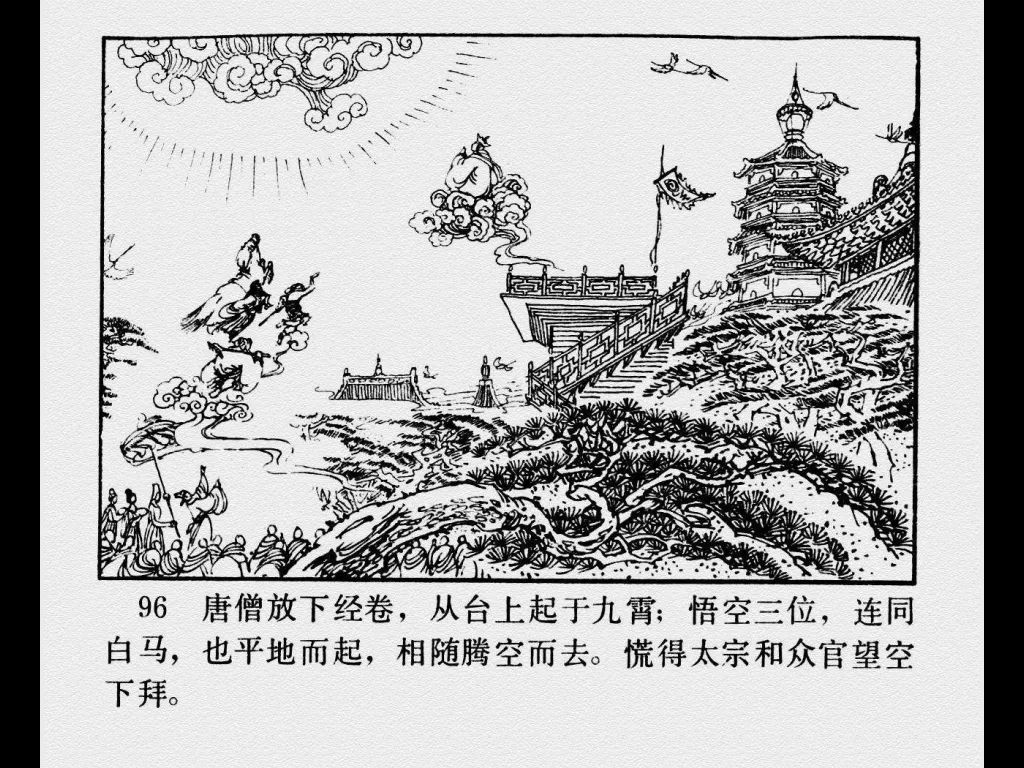 96 唐僧放下经卷，从台上起于九霄；悟空三位，连同
白马，也平地而起，相随腾空而去。慌得太宗和众官望空
下拜。